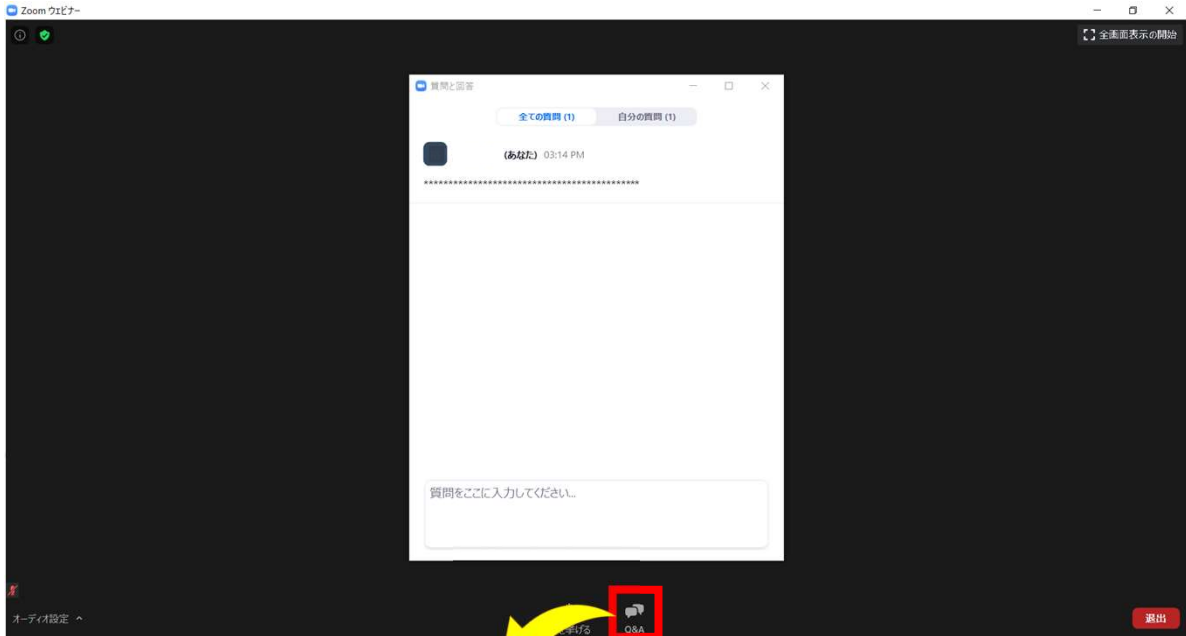 Zoom ウェビナー
全画面表示の開始
質問と回答
全ての質問 (1)
自分の質問 (1)
(あなた) 03:14 PM
********************************************
質問をここに入力してください...
オーディオ設定
挙げる
Q&A
退出